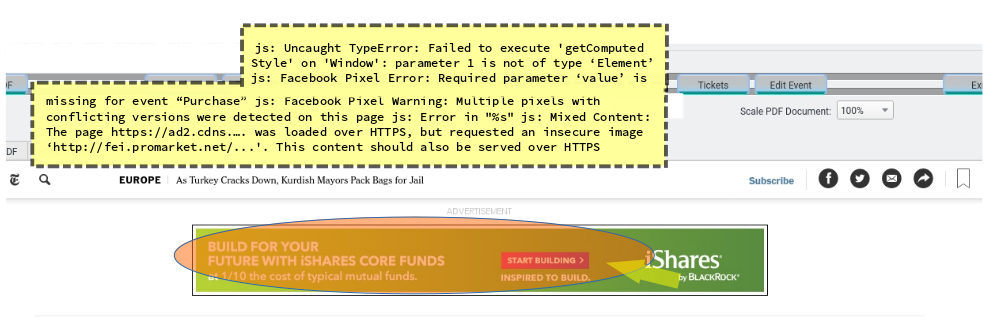 js: Uncaught TypeError: Failed to execute 'getComputed
Style' on 'Window': parameter 1 is not of type ‘Element’
js: Facebook Pixel Error: Required parameter ‘value’ is
missing for event “Purchase” js: Facebook Pixel Warning: Multiple pixels with
conflicting versions were detected on this page js: Error in "%s" js: Mixed Content:
The page https://ad2.cdns.…. was loaded over HTTPS, but requested an insecure image
‘http://fei.promarket.net/...'. This content should also be served over HTTPS
Tickets Edit Event
Scale PDF Document: 100%
DF
EUROPE As Turkey Cracks Down, Kurdish Mayors Pack Bags for Jail
Subscribe
ADVERTISEMENT
BUILD FOR YOUR
FUTURE WITH iSHARES CORE FUNDS
at 1/10 the cost of typical mutual funds.
START BUILDING >
INSPIRED TO BUILD.
iShares®
by BLACKROCK®